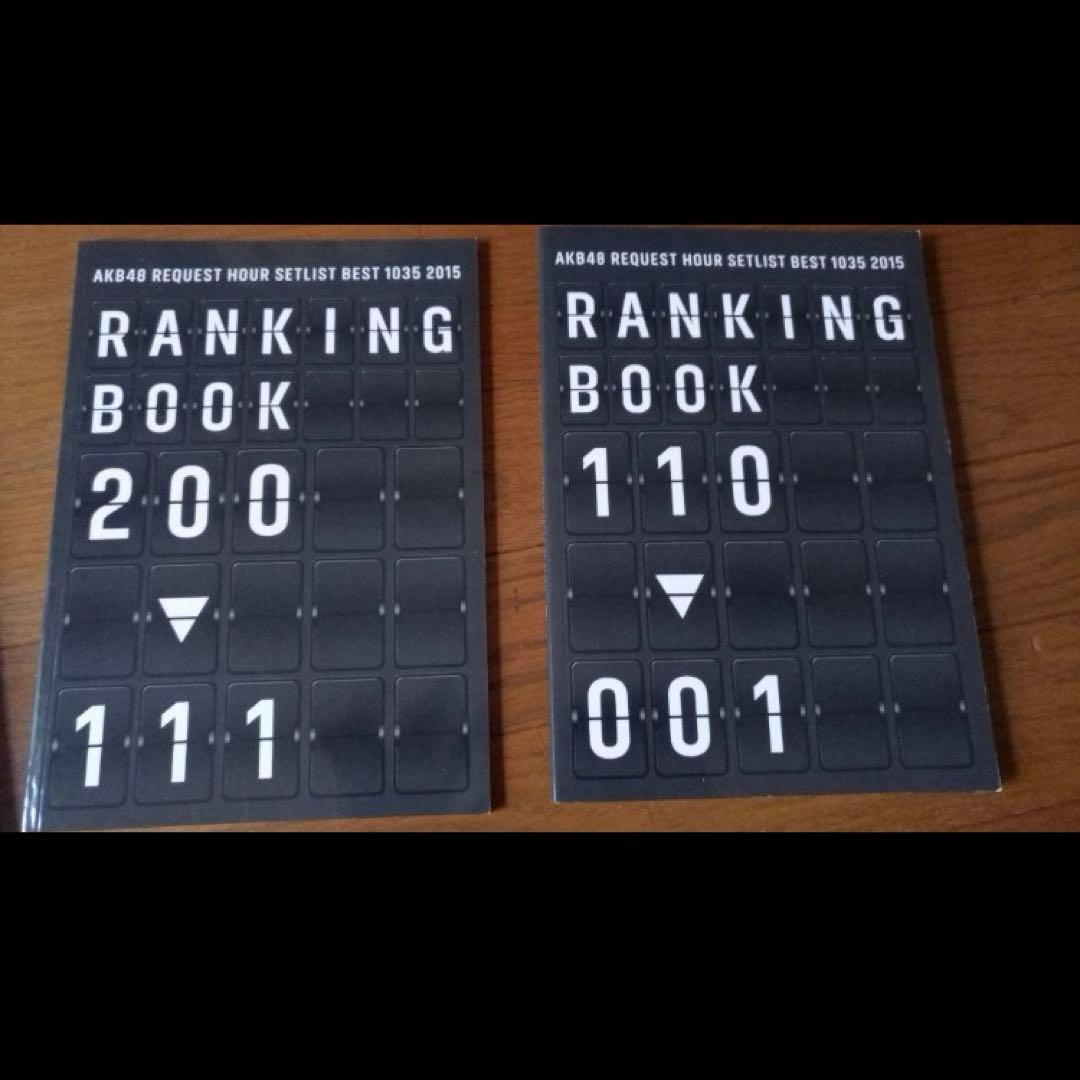 AKB48 REQUEST HOUR SETLIST BEST 1035 2015
RANKING
BOOK
200
▼
111
AKB48 REQUEST HOUR SETLIST BEST 1035 2015
RANKING
BOOK
110
▼
001